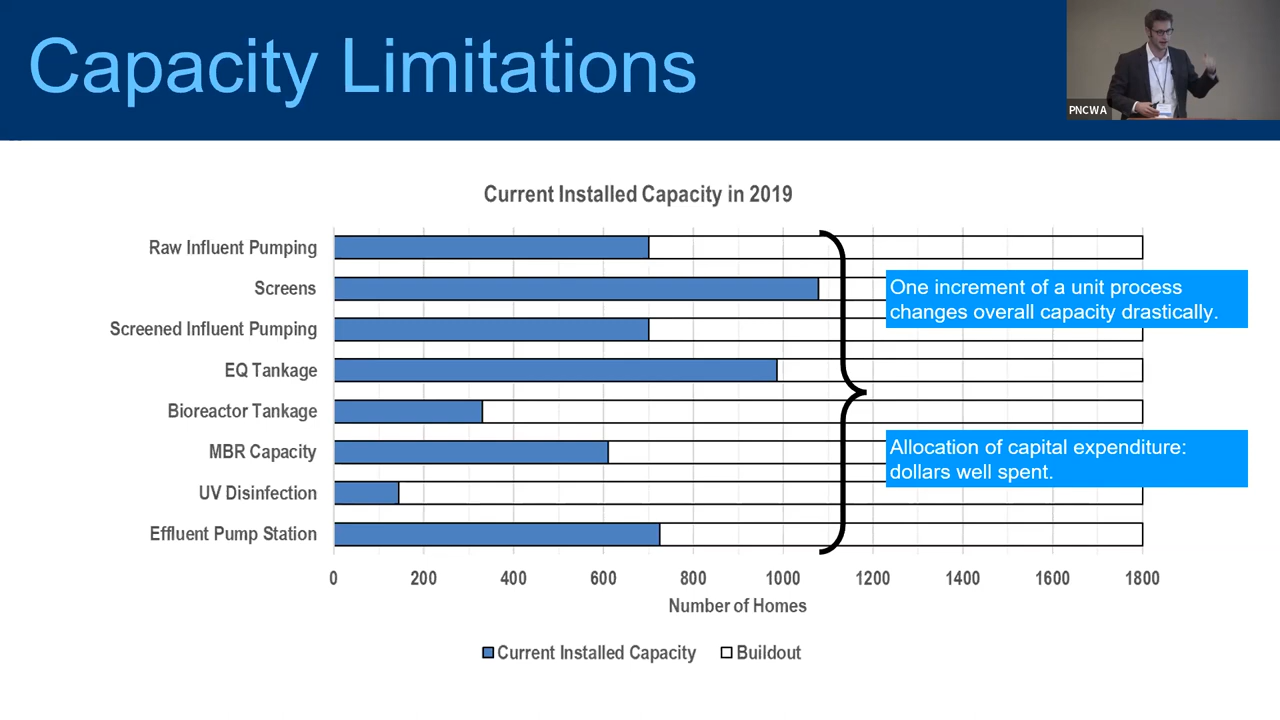 Capacity Limitations
PNCWA
Current Installed Capacity in 2019
Raw Influent Pumping
Screens
Screened Influent Pumping
EQ Tankage
Bioreactor Tankage
MBR Capacity
UV Disinfection
Effluent Pump Station
One increment of a unit process
changes overall capacity drastically.
Allocation of capital expenditure:
dollars well spent.
0 200 400 600 800 1000 1200 1400 1600 1800
Number of Homes
Current Installed Capacity Buildout